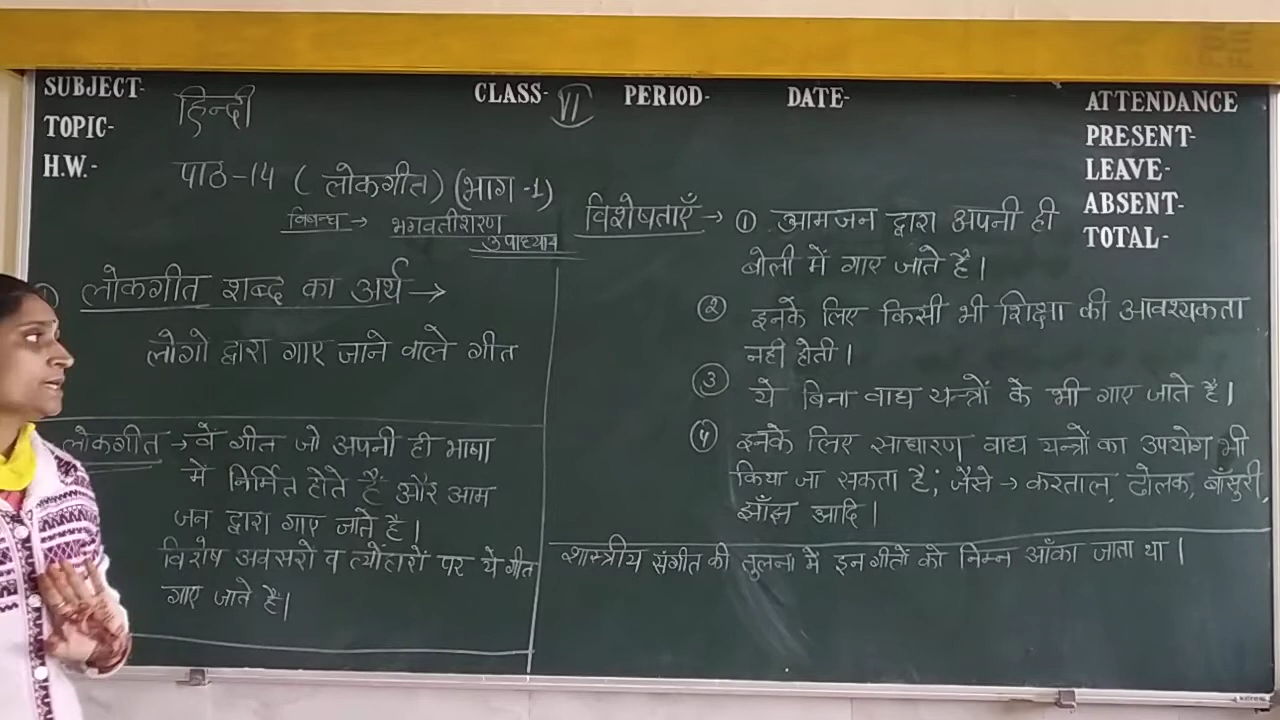 SUBJECT- हिन्दी CLASS- VI PERIOD- DATE- ATTENDANCE
TOPIC- PRESENT-
H.W.- पाठ-14 (लोकगीत) (भाग -1) LEAVE-
ABSENT-
TOTAL-
निबन्ध → भगवतीशरण
उपाध्याय
लोकगीत शब्द का अर्थ →
लोगो द्वारा गाए जाने वाले गीत
लोकगीत → वें गीत जो अपनी ही भाषा
में निर्मित होते हैं और आम
जन द्वारा गाए जाते है।
विशेष अवसरो व त्योहारों पर ये गीत
गाए जाते है।
विशेषताएँ → ① आमजन द्वारा अपनी ही
बोली में गाए जाते है।
② इनके लिए किसी भी शिक्षा की आवश्यकता
नही होती।
③ ये बिना वाद्य यन्त्रों के भी गाए जाते है।
④ इनके लिए साधारण वाद्य यन्त्रों का उपयोग भी
किया जा सकता है; जैसे → करताल, ढोलक, बाँसुरी,
झाँझ आदि।
शास्त्रीय संगीत की तुलना में इन गीतों को निम्न आँका जाता था।